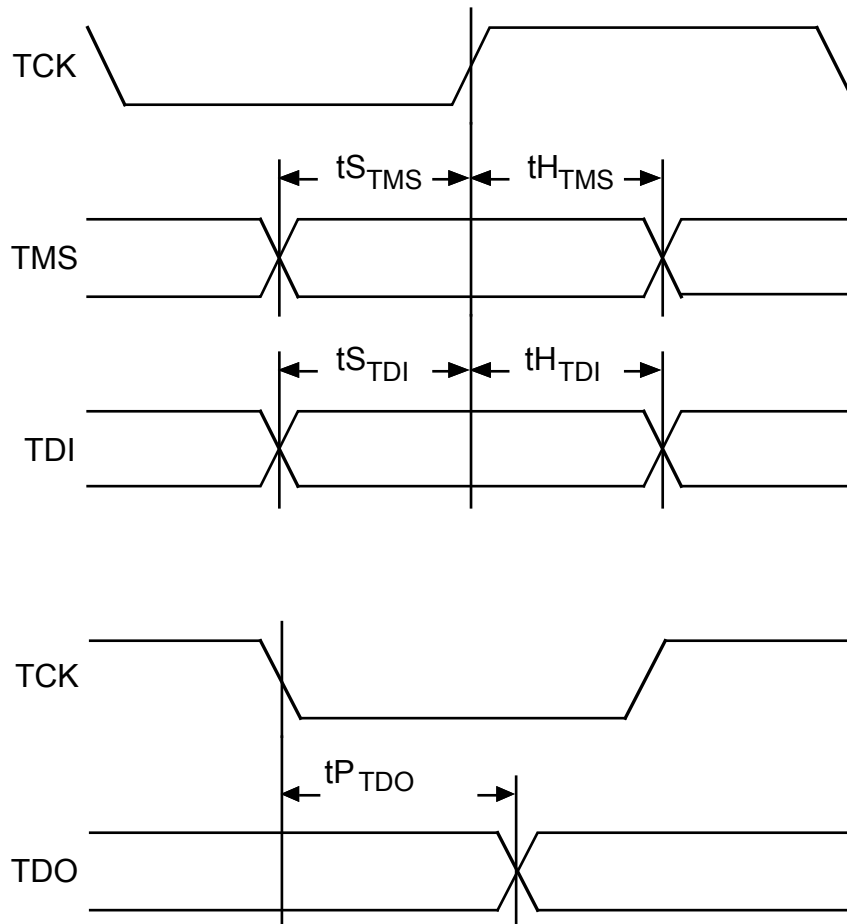 TCK
tS_TMS tH_TMS
TMS
tS_TDI tH_TDI
TDI
TCK
tP_TDO
TDO